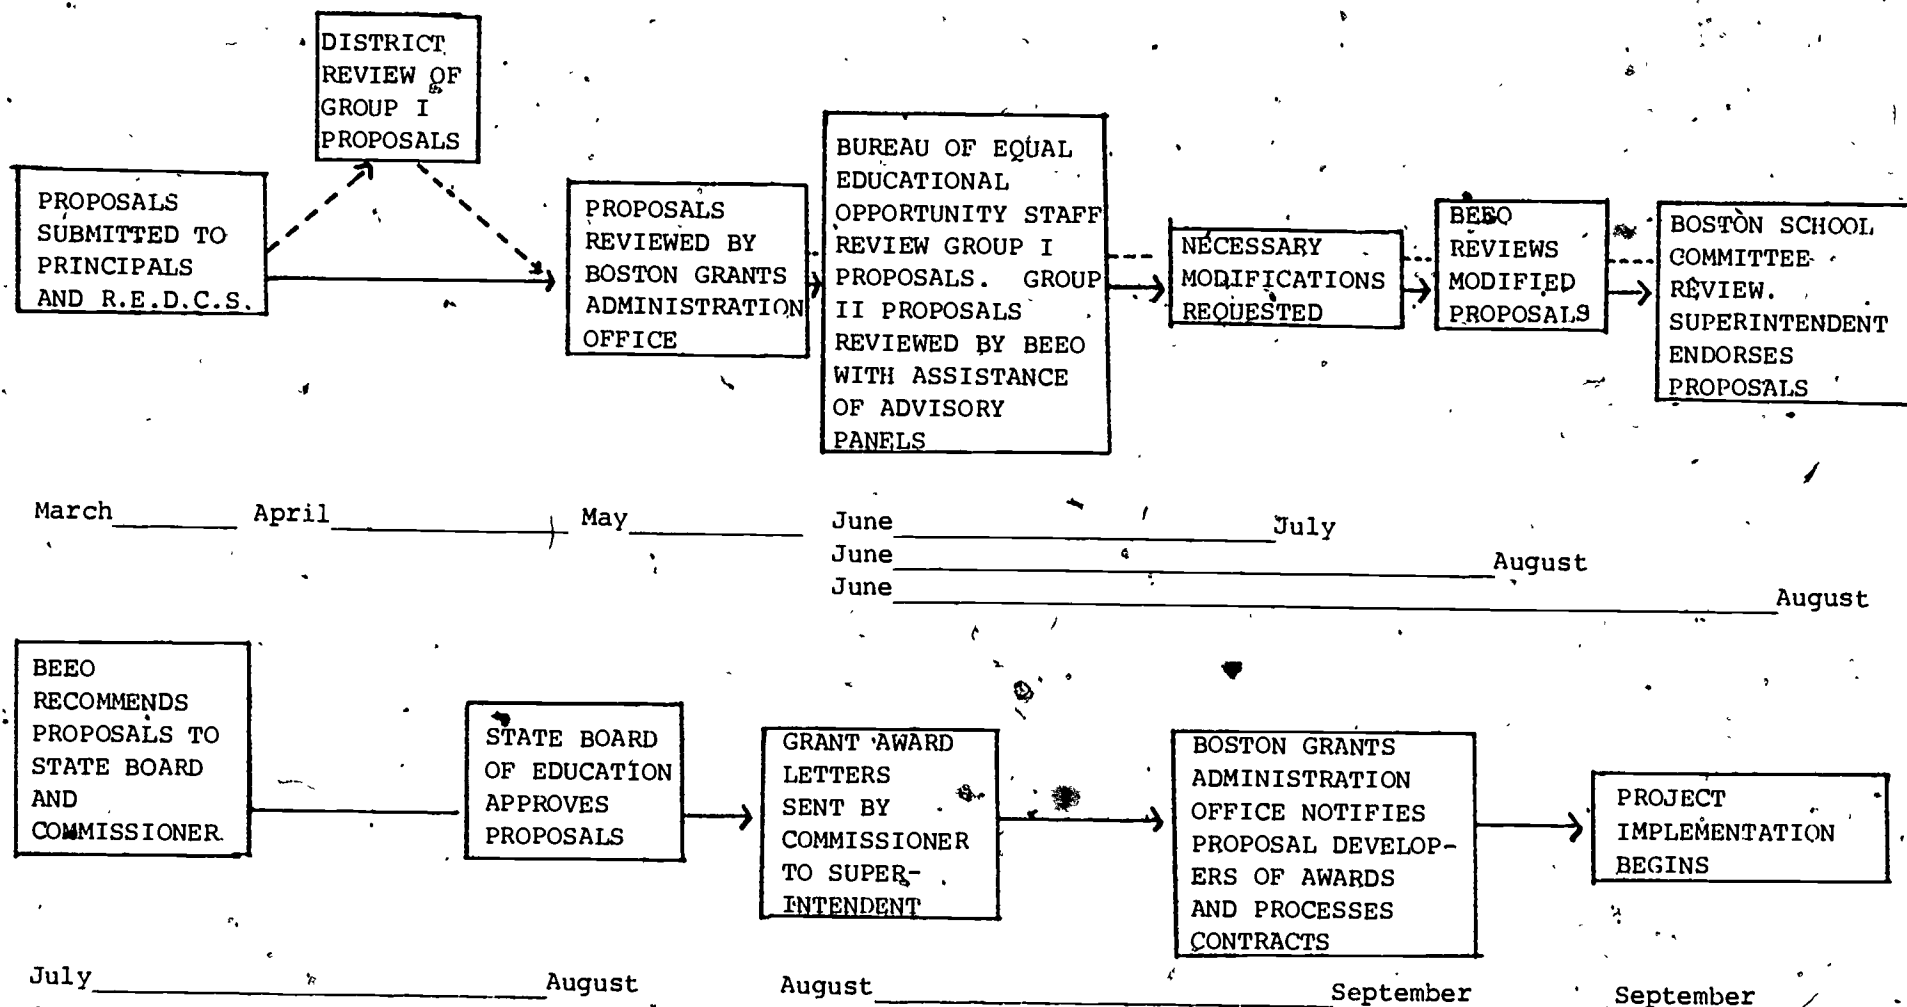 DISTRICT
REVIEW OF
GROUP I
PROPOSALS
PROPOSALS
SUBMITTED TO
PRINCIPALS
AND R.E.D.C.S.
PROPOSALS
REVIEWED BY
BOSTON GRANTS
ADMINISTRATION
OFFICE
BUREAU OF EQUAL
EDUCATIONAL
OPPORTUNITY STAFF
REVIEW GROUP I
PROPOSALS. GROUP
II PROPOSALS
REVIEWED BY BEEO
WITH ASSISTANCE
OF ADVISORY
PANELS
NECESSARY
MODIFICATIONS
REQUESTED
BEEO
REVIEWS
MODIFIED
PROPOSALS
BOSTON SCHOOL
COMMITTEE
REVIEW.
SUPERINTENDENT
ENDORSES
PROPOSALS
March April May June July
June August
June August
BEEO
RECOMMENDS
PROPOSALS TO
STATE BOARD
AND
COMMISSIONER
STATE BOARD
OF EDUCATION
APPROVES
PROPOSALS
GRANT AWARD
LETTERS
SENT BY
COMMISSIONER
TO SUPER-
INTENDENT
BOSTON GRANTS
ADMINISTRATION
OFFICE NOTIFIES
PROPOSAL DEVELOP-
ERS OF AWARDS
AND PROCESSES
CONTRACTS
PROJECT
IMPLEMENTATION
BEGINS
July August August September September